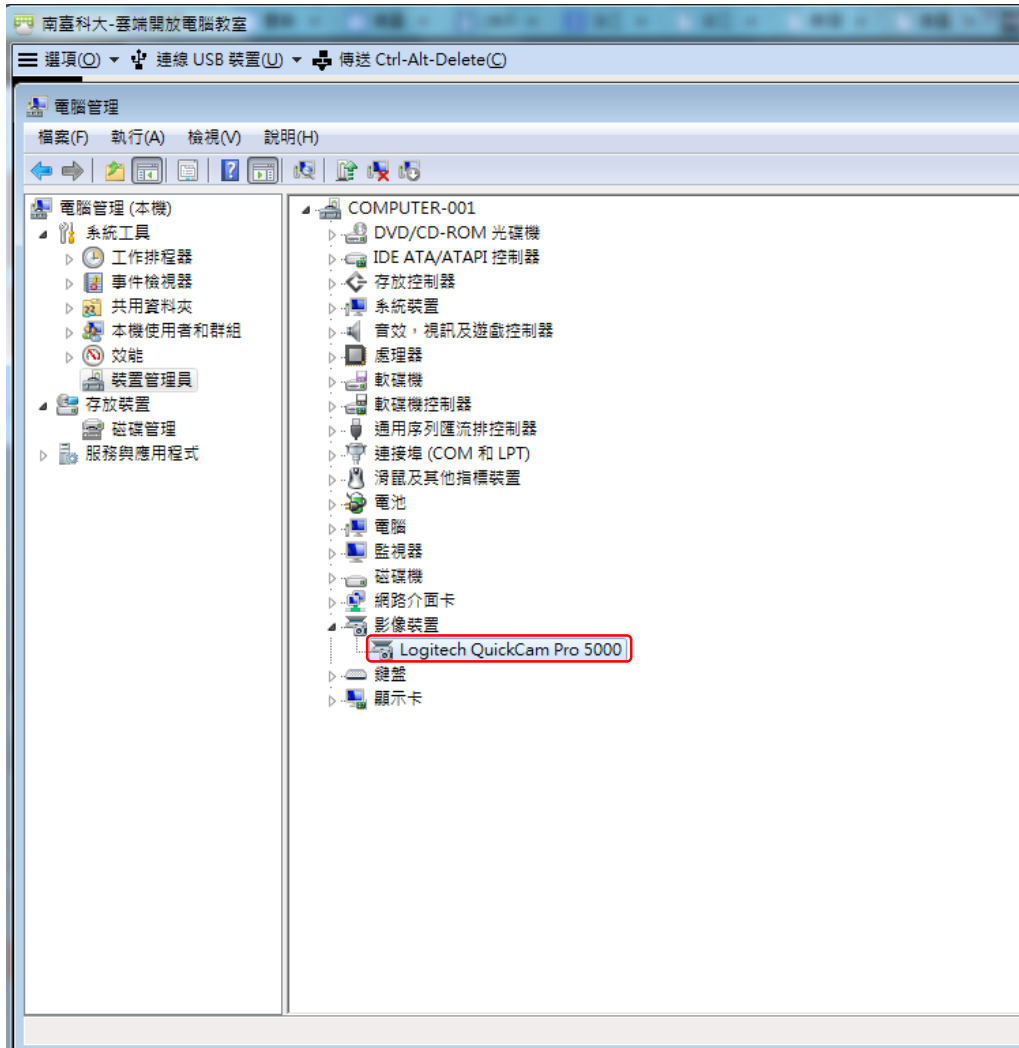 南臺科大-雲端開放電腦教室
選項(O) 連線 USB 裝置(U) 傳送 Ctrl-Alt-Delete(C)
電腦管理
檔案(F) 執行(A) 檢視(V) 說明(H)
電腦管理 (本機)
系統工具
工作排程器
事件檢視器
共用資料夾
本機使用者和群組
效能
裝置管理員
存放裝置
磁碟管理
服務與應用程式
COMPUTER-001
DVD/CD-ROM 光碟機
IDE ATA/ATAPI 控制器
存放控制器
系統裝置
音效，視訊及遊戲控制器
處理器
軟碟機
軟碟機控制器
通用序列匯流排控制器
連接埠 (COM 和 LPT)
滑鼠及其他指標裝置
電池
電腦
監視器
磁碟機
網路介面卡
影像裝置
Logitech QuickCam Pro 5000
鍵盤
顯示卡